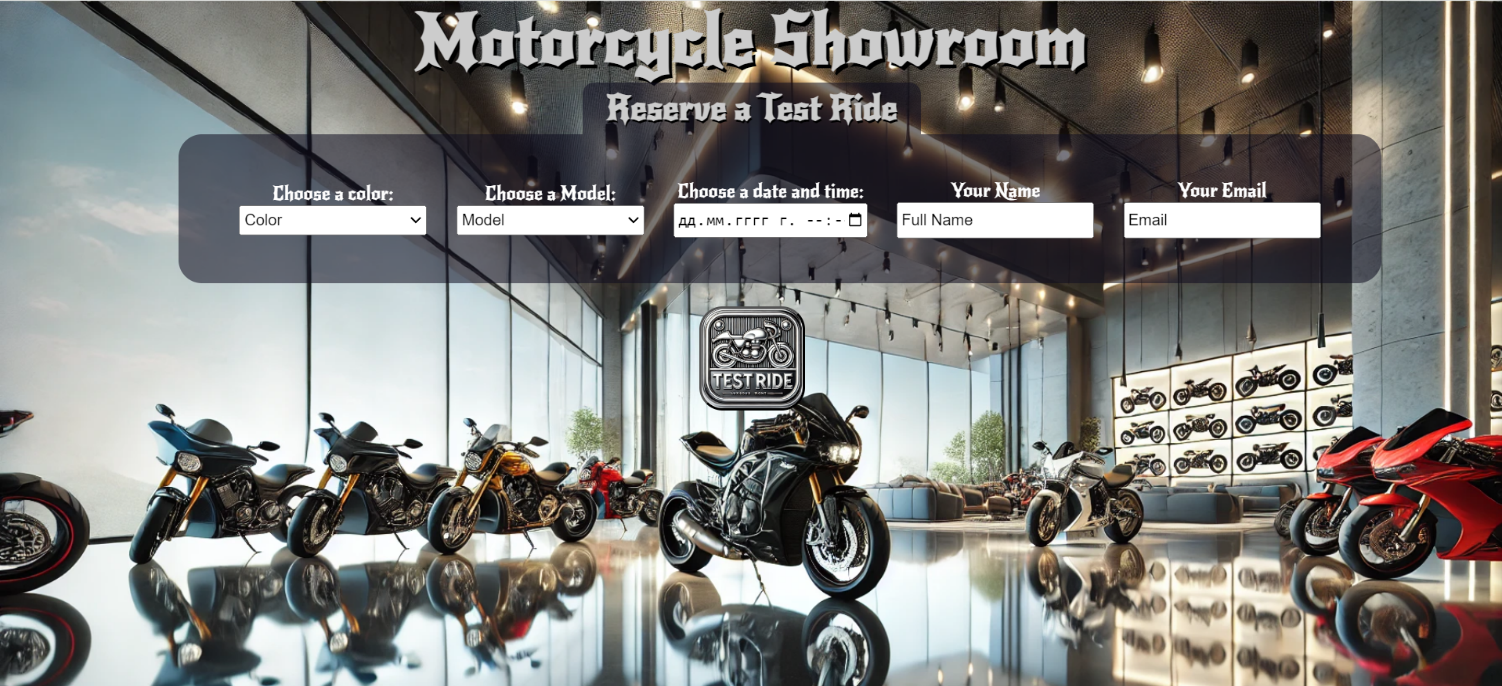 Motorcycle Showroom
Reserve a Test Ride
Choose a color: Choose a Model: Choose a date and time: Your Name Your Email
Color Model дд.мм.гггг г. --:- Full Name Email
TEST RIDE